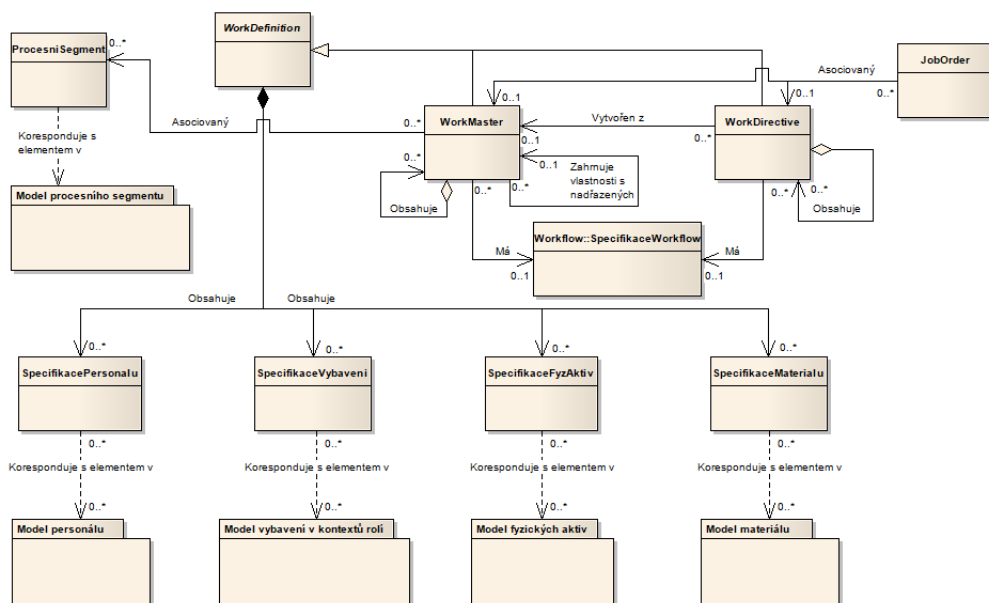 WorkDefinition
ProcesniSegment
0..*
JobOrder
Asociovaný
0..*
0..1
0..1
Asociovaný
0..*
WorkMaster
Vytvořen z
WorkDirective
0..1
0..*
Koresponduje s
elementem v
0..*
0..1
Zahrnuje
vlastnosti s
nadřazených
0..*
0..*
0..*
0..*
Obsahuje
Obsahuje
Model procesního segmentu
Workflow::SpecifikaceWorkflow
Má
Má
0..1
0..1
Obsahuje
Obsahuje
0..*
0..*
0..*
0..*
SpecifikacePersonalu
SpecifikaceVybaveni
SpecifikaceFyzAktiv
SpecifikaceMaterialu
0..*
0..*
0..*
0..*
Koresponduje s elementem v
Koresponduje s elementem v
Koresponduje s elementem v
Koresponduje s elementem v
0..*
0..*
0..*
0..*
Model personálu
Model vybavení v kontextů rolí
Model fyzických aktiv
Model materiálu